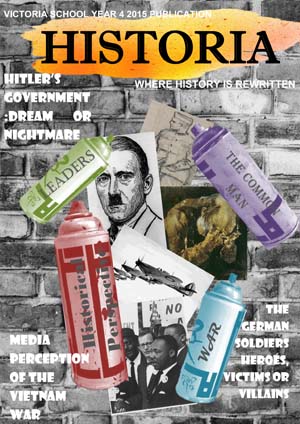 VICTORIA SCHOOL YEAR 4 2015 PUBLICATION
HISTORIA
WHERE HISTORY IS REWRITTEN
HITLER'S
GOVERNMENT
:DREAM OR
NIGHTMARE
LEADERS
THE COMMON
MAN
Historical
Perspective
NO
WAR
MEDIA
PERCEPTION
OF THE
VIETNAM
WAR
THE
GERMAN
SOLDIERS
HEROES,
VICTIMS OR
VILLAINS